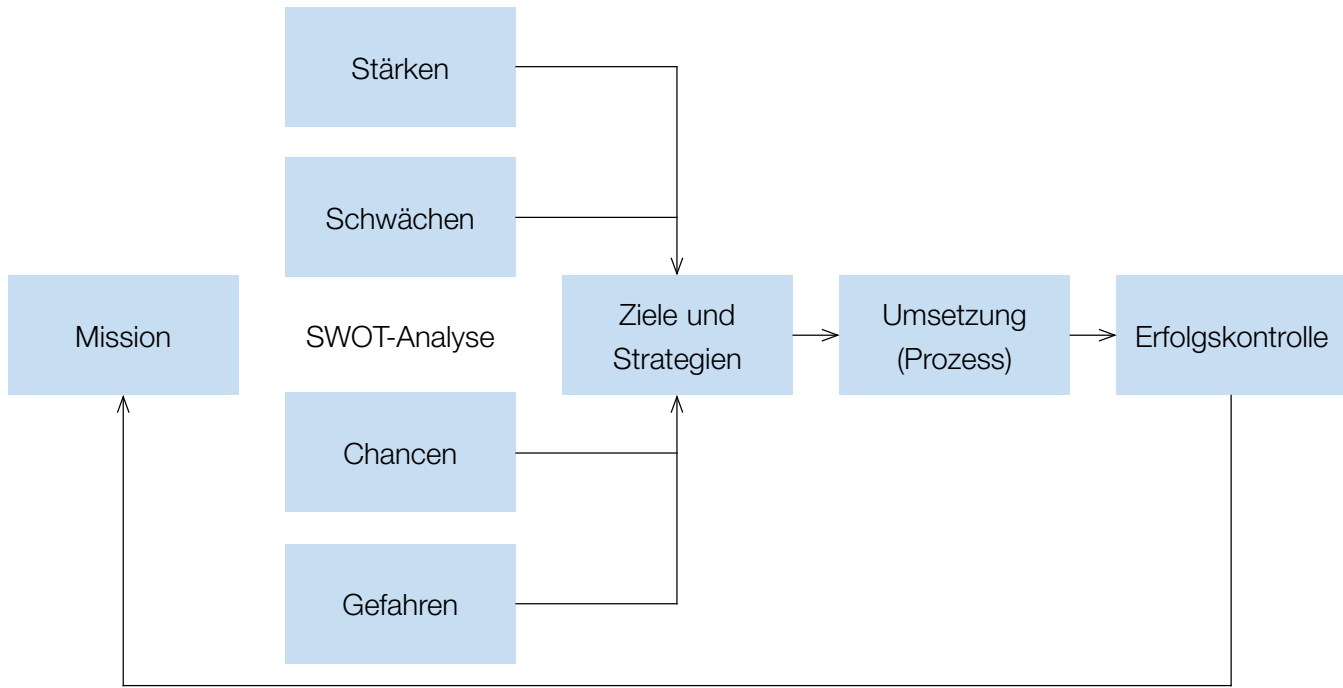 Stärken
Schwächen
Mission
SWOT-Analyse
Ziele und
Strategien
Umsetzung
(Prozess)
Erfolgskontrolle
Chancen
Gefahren